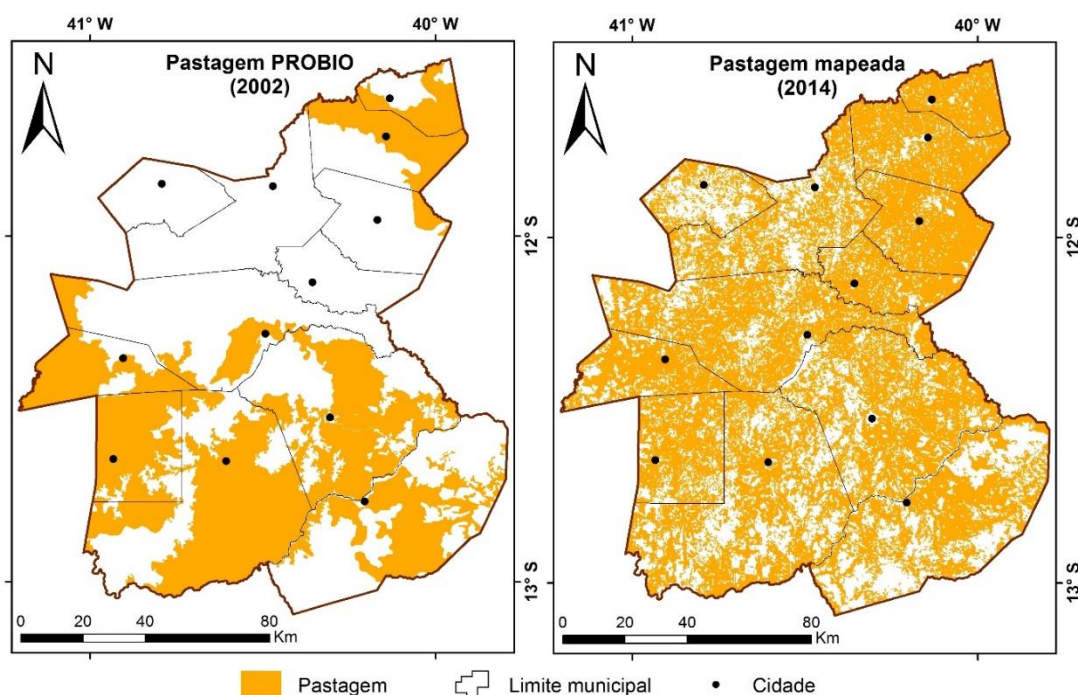 41° W 40° W
Pastagem PROBIO
(2002)
N
12° S
13° S
0 20 40 80
Km
41° W 40° W
Pastagem mapeada
(2014)
N
12° S
13° S
0 20 40 80
Km
Pastagem Limite municipal Cidade